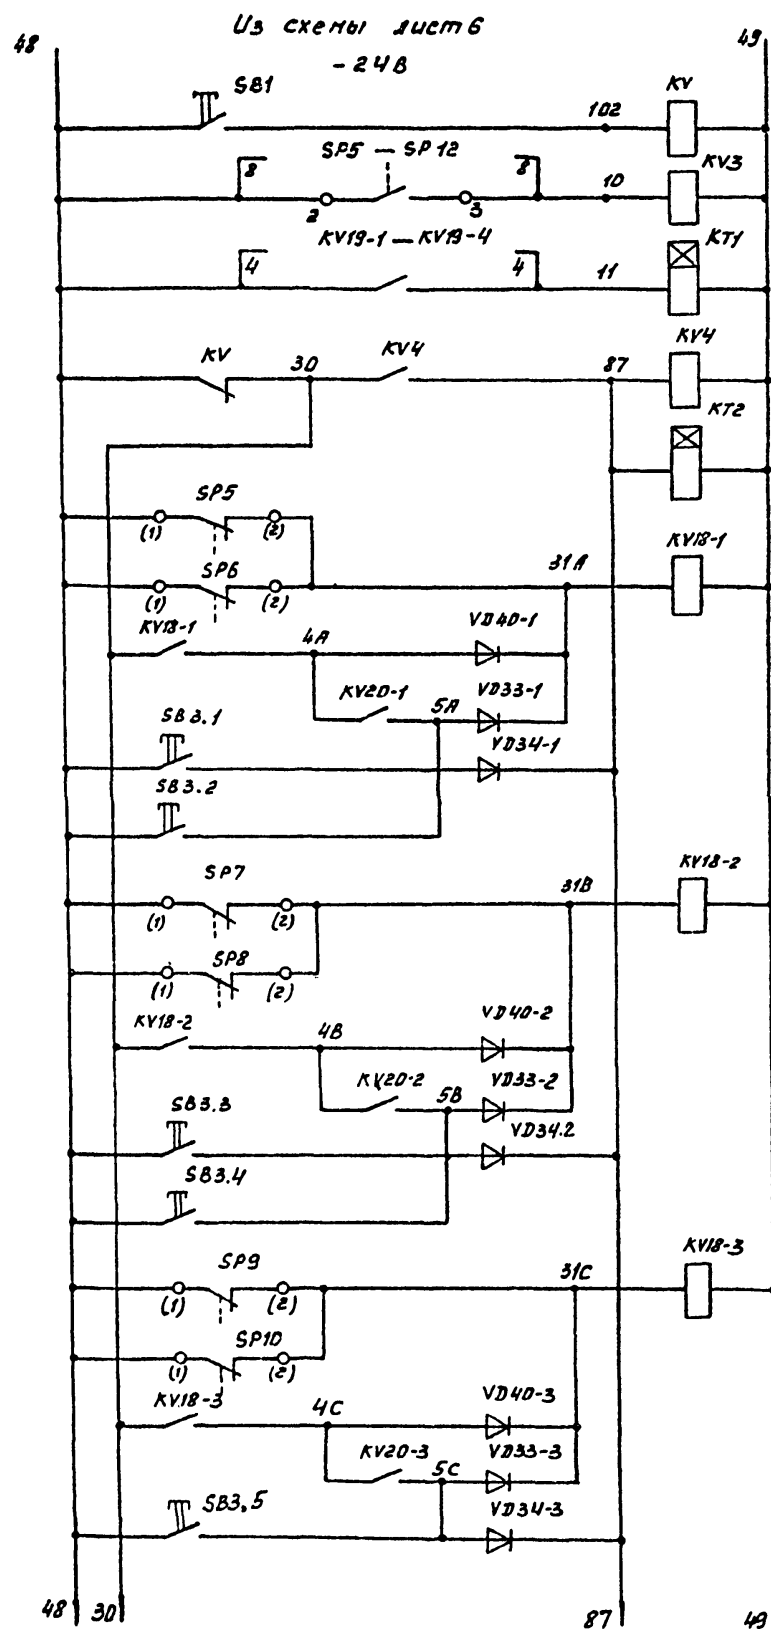 Из схемы лист 6
48
49
- 24В
SB1
102
KV
SP5 — SP12
8
8
2
3
10
KV3
KV19-1 — KV19-4
4
4
11
KT1
KV
30
KV4
87
KV4
KT2
SP5
(1)
(2)
SP6
(1)
(2)
31A
KV18-1
KV18-1
4A
VD40-1
KV20-1
5A
VD33-1
SB3.1
VD34-1
SB3.2
SP7
(1)
(2)
31B
KV18-2
SP8
(1)
(2)
KV18-2
4B
VD40-2
KV20-2
5B
VD33-2
SB3.3
VD34.2
SB3.4
SP9
(1)
(2)
31C
KV18-3
SP10
(1)
(2)
KV18-3
4C
VD40-3
KV20-3
5C
VD33-3
SB3.5
VD34-3
48
30
87
49